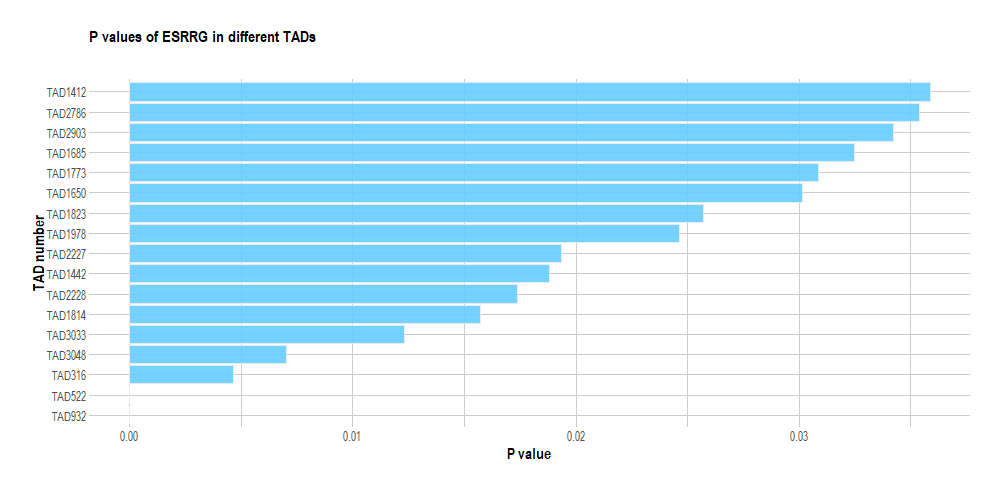 P values of ESRRG in different TADs
TAD number
TAD1412
TAD2786
TAD2903
TAD1685
TAD1773
TAD1650
TAD1823
TAD1978
TAD2227
TAD1442
TAD2228
TAD1814
TAD3033
TAD3048
TAD316
TAD522
TAD932
0.00 0.01 0.02 0.03
P value